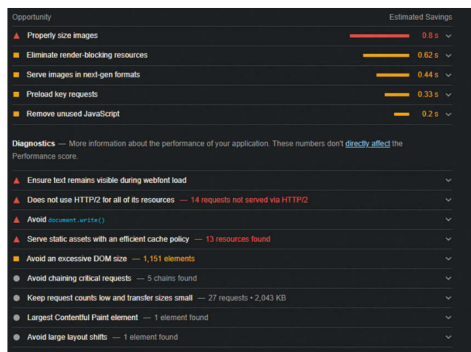 Opportunity Estimated Savings
Properly size images 0.8 s
Eliminate render-blocking resources 0.62 s
Serve images in next-gen formats 0.44 s
Preload key requests 0.33 s
Remove unused JavaScript 0.2 s
Diagnostics — More information about the performance of your application. These numbers don't directly affect the
Performance score.
Ensure text remains visible during webfont load
Does not use HTTP/2 for all of its resources — 14 requests not served via HTTP/2
Avoid document.write()
Serve static assets with an efficient cache policy — 13 resources found
Avoid an excessive DOM size — 1,151 elements
Avoid chaining critical requests — 5 chains found
Keep request counts low and transfer sizes small — 27 requests • 2,043 KB
Largest Contentful Paint element — 1 element found
Avoid large layout shifts — 1 element found